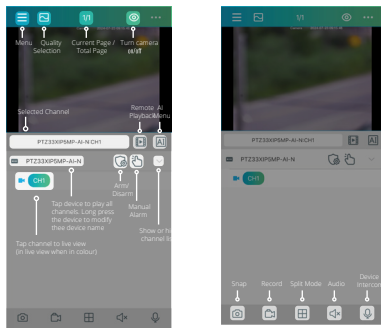 1/1
Menu
Quality Selection
Current Page / Total Page
Turn camera on/off
Selected Channel
Remote Playback
AI Menu
PTZ33XIP5MP-AI-N:CH1
AI
PTZ33XIP5MP-AI-N
CH1
Arm/ Disarm
Manual Alarm
Tap device to play all channels. Long press the device to modify thee device name
Show or hi channel lis
Tap channel to live view (in live view when in colour)
1/1
PTZ33XIP5MP-AI-N:CH1
AI
PTZ33XIP5MP-AI-N
CH1
Snap
Record
Split Mode
Audio
Device Intercom